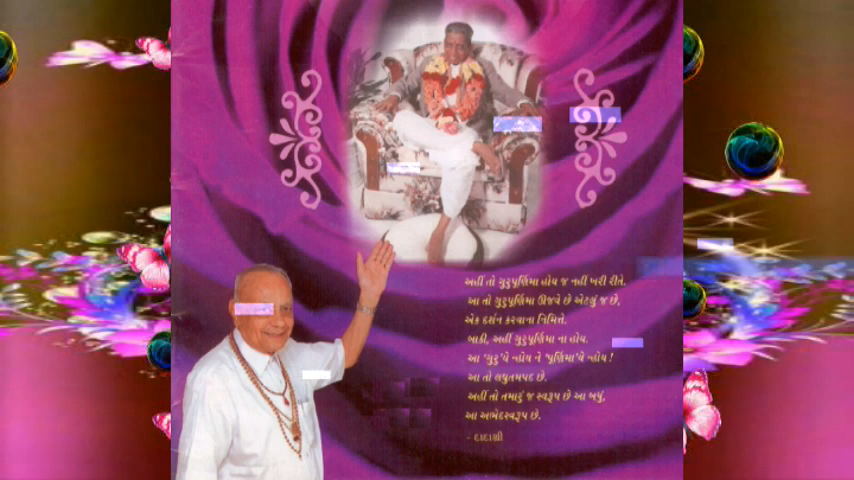 અહીં તો ગુરુપૂર્ણિમા હોય જ નહીં ખરી રીતે.
આ તો ગુરુપૂર્ણિમા ઊજવે છે એટલું જ છે,
એક દર્શન કરવાના નિમિત્તે.
બાકી, અહીં ગુરુપૂર્ણિમા ના હોય.
આ ‘ગુરુ’યે ન્હોય ને ‘પૂર્ણિમા’યે ન્હોય!
આ તો લઘુતમપદ છે.
અહીં તો તમારું જ સ્વરૂપ છે આ બધું,
આ અભેદસ્વરૂપ છે.
- દાદાશ્રી